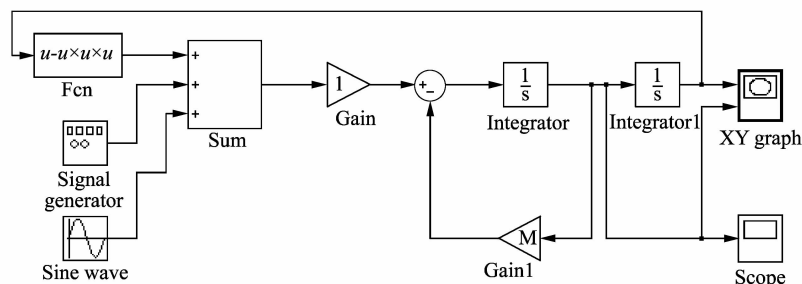 u-u×u×u
Fcn
+
+
+
Sum
Signal
generator
Sine wave
1
Gain
+
−
1
s
Integrator
1
s
Integrator1
XY graph
M
Gain1
Scope